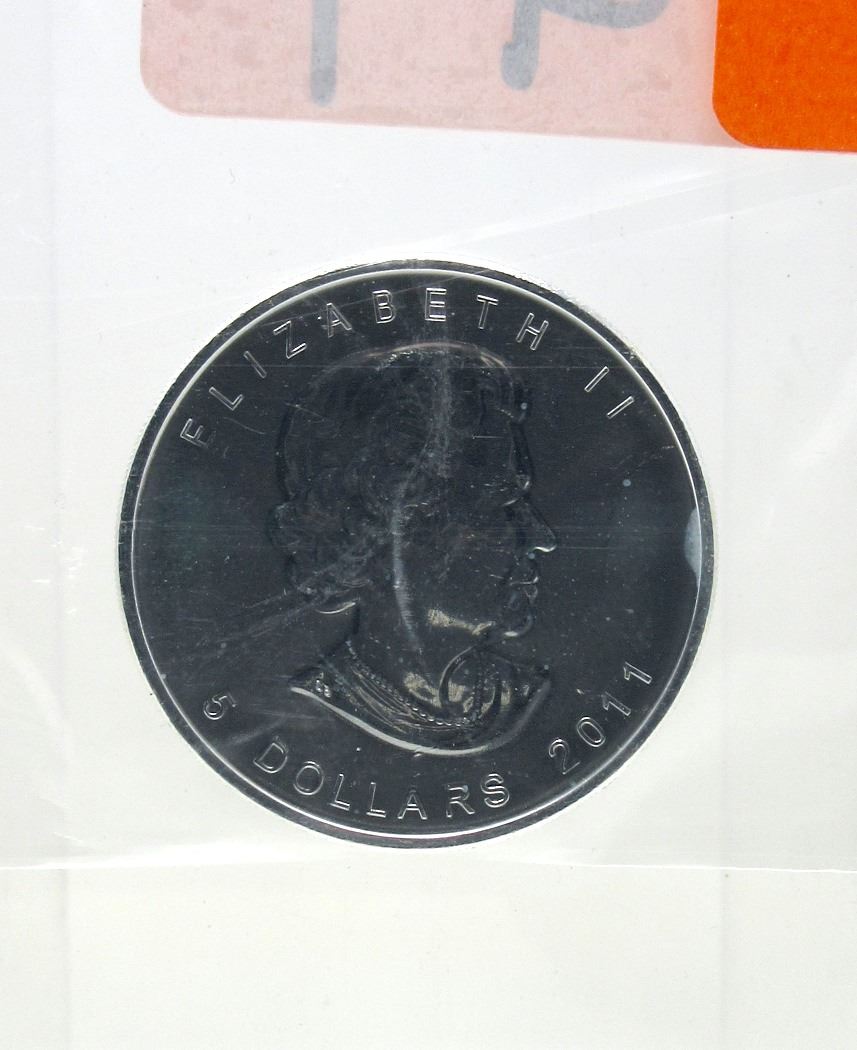 ELIZABETH II
5 DOLLARS 2011